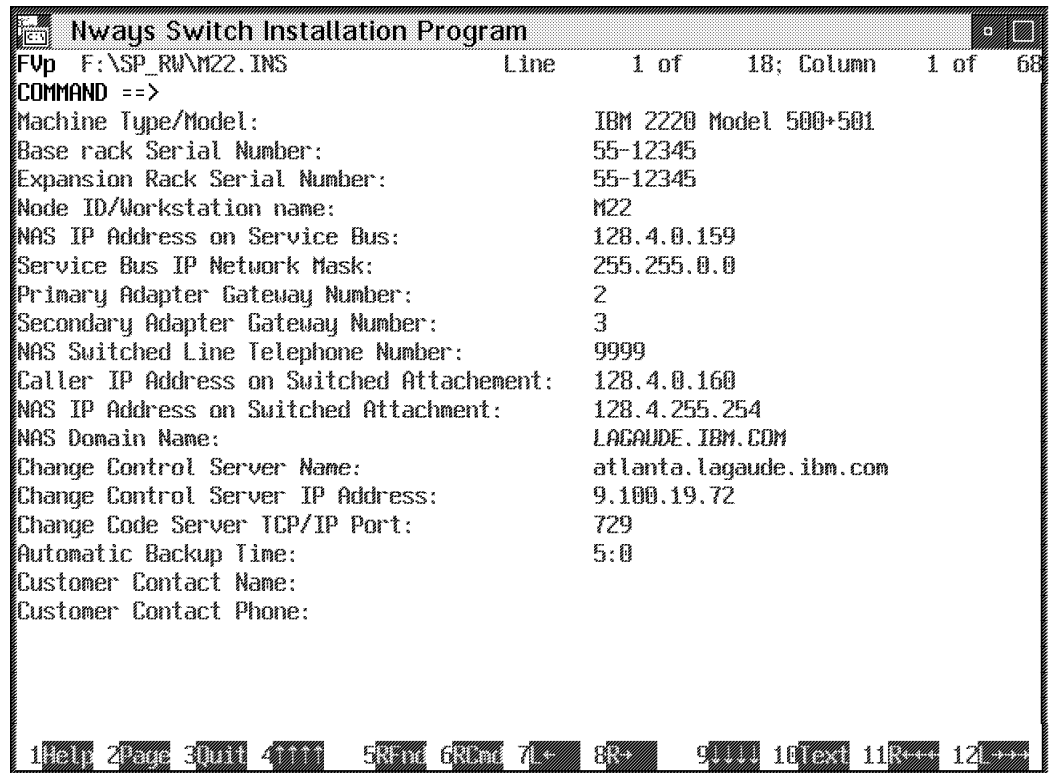 Nways Switch Installation Program
FVp F:\SP_RW\M22.INS Line 1 of 18; Column 1 of 68
COMMAND ==>
Machine Type/Model: IBM 2220 Model 500+501
Base rack Serial Number: 55-12345
Expansion Rack Serial Number: 55-12345
Node ID/Workstation name: M22
NAS IP Address on Service Bus: 128.4.0.159
Service Bus IP Network Mask: 255.255.0.0
Primary Adapter Gateway Number: 2
Secondary Adapter Gateway Number: 3
NAS Switched Line Telephone Number: 9999
Caller IP Address on Switched Attachement: 128.4.0.160
NAS IP Address on Switched Attachment: 128.4.255.254
NAS Domain Name: LAGAUDE.IBM.COM
Change Control Server Name: atlanta.lagaude.ibm.com
Change Control Server IP Address: 9.100.19.72
Change Code Server TCP/IP Port: 729
Automatic Backup Time: 5:0
Customer Contact Name:
Customer Contact Phone:
1Help 2Page 3Quit 4↑↑↑↑ 5RFnd 6RCmd 7L← 8R→ 9↓↓↓↓ 10Text 11R←←← 12L→→→